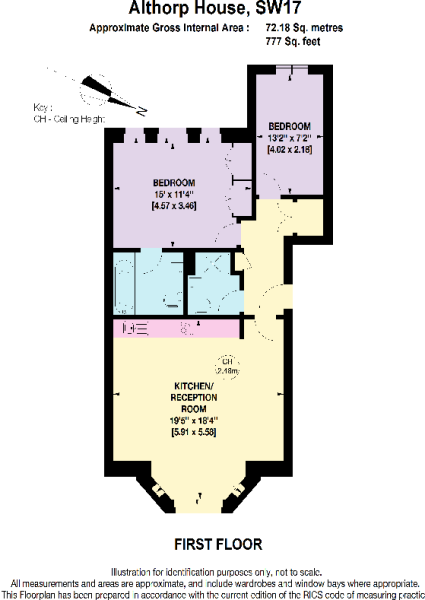 Althorp House, SW17
Approximate Gross Internal Area : 72.18 Sq. metres
777 Sq. feet
Key :
CH - Ceiling Height
N
BEDROOM
13'2" x 7'2"
[4.02 x 2.18]
BEDROOM
15' x 11'4"
[4.57 x 3.46]
CH
2.48m
KITCHEN/
RECEPTION
ROOM
19'5" x 18'4"
[5.91 x 5.58]
FIRST FLOOR
Illustration for identification purposes only, not to scale.
All measurements and areas are approximate, and include wardrobes and window bays where appropriate.
This Floorplan has been prepared in accordance with the current edition of the RICS code of measuring practic